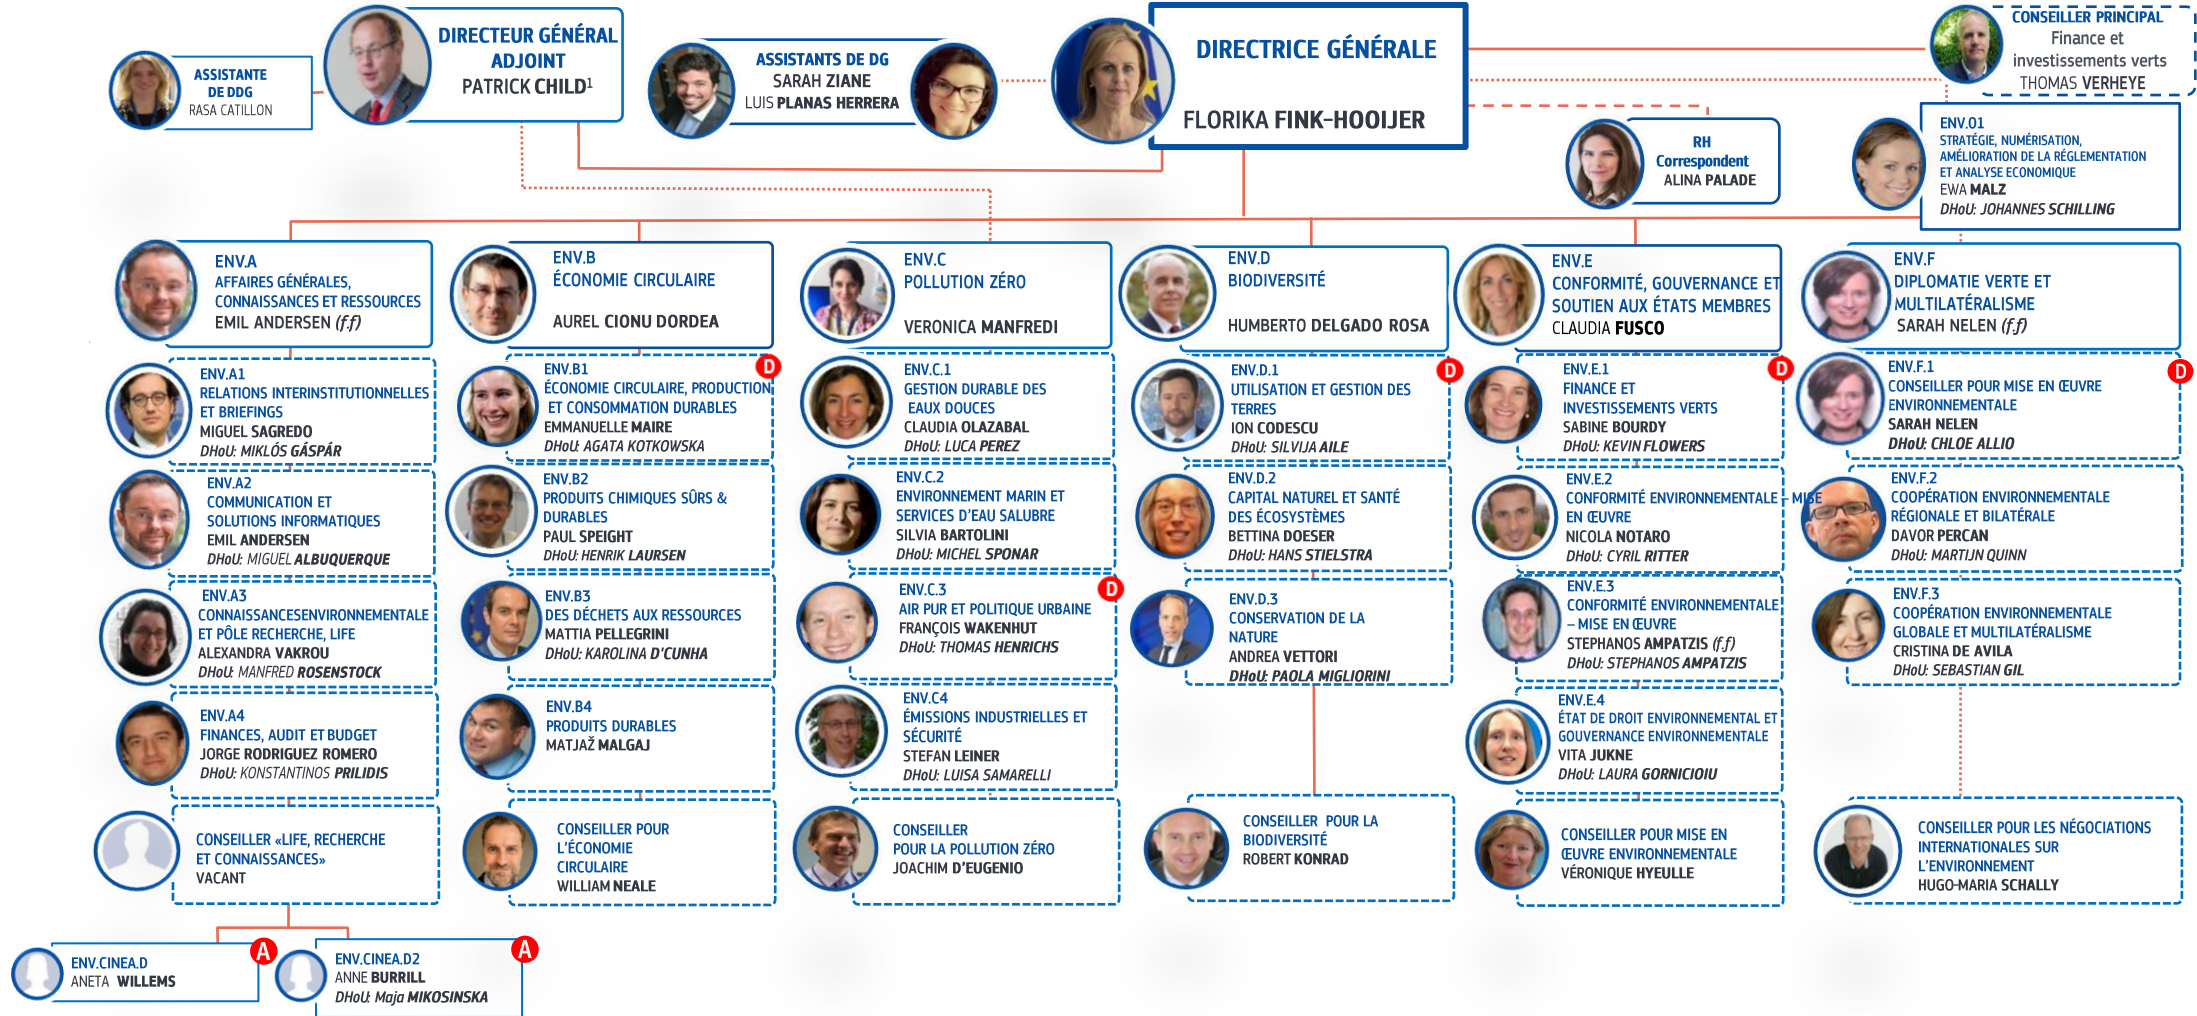 ASSISTANTE
DE DDG
RASA CATILLON
DIRECTEUR GÉNÉRAL
ADJOINT
PATRICK CHILD1
ASSISTANTS DE DG
SARAH ZIANE
LUIS PLANAS HERRERA
DIRECTRICE GÉNÉRALE
FLORIKA FINK-HOOIJER
CONSEILLER PRINCIPAL
Finance et
investissements verts
THOMAS VERHEYE
RH
Correspondent
ALINA PALADE
ENV.01
STRATÉGIE, NUMÉRISATION,
AMÉLIORATION DE LA RÉGLEMENTATION
ET ANALYSE ECONOMIQUE
EWA MALZ
DHoU: JOHANNES SCHILLING
ENV.A
AFFAIRES GÉNÉRALES,
CONNAISSANCES ET RESSOURCES
EMIL ANDERSEN (f.f)
ENV.A1
RELATIONS INTERINSTITUTIONNELLES
ET BRIEFINGS
MIGUEL SAGREDO
DHoU: MIKLÓS GÁSPÁR
ENV.A2
COMMUNICATION ET
SOLUTIONS INFORMATIQUES
EMIL ANDERSEN
DHoU: MIGUEL ALBUQUERQUE
ENV.A3
CONNAISSANCESENVIRONNEMENTALE
ET PÔLE RECHERCHE, LIFE
ALEXANDRA VAKROU
DHoU: MANFRED ROSENSTOCK
ENV.A4
FINANCES, AUDIT ET BUDGET
JORGE RODRIGUEZ ROMERO
DHoU: KONSTANTINOS PRILIDIS
CONSEILLER «LIFE, RECHERCHE
ET CONNAISSANCES»
VACANT
ENV.CINEA.D
ANETA WILLEMS
A
ENV.CINEA.D2
ANNE BURRILL
DHoU: Maja MIKOSINSKA
A
ENV.B
ÉCONOMIE CIRCULAIRE
AUREL CIONU DORDEA
ENV.B1
D
ÉCONOMIE CIRCULAIRE, PRODUCTION
ET CONSOMMATION DURABLES
EMMANUELLE MAIRE
DHoU: AGATA KOTKOWSKA
ENV.B2
PRODUITS CHIMIQUES SÛRS &
DURABLES
PAUL SPEIGHT
DHoU: HENRIK LAURSEN
ENV.B3
DES DÉCHETS AUX RESSOURCES
MATTIA PELLEGRINI
DHoU: KAROLINA D'CUNHA
ENV.B4
PRODUITS DURABLES
MATJAŽ MALGAJ
CONSEILLER POUR
L'ÉCONOMIE
CIRCULAIRE
WILLIAM NEALE
ENV.C
POLLUTION ZÉRO
VERONICA MANFREDI
ENV.C.1
GESTION DURABLE DES
EAUX DOUCES
CLAUDIA OLAZABAL
DHoU: LUCA PEREZ
ENV.C.2
ENVIRONNEMENT MARIN ET
SERVICES D'EAU SALUBRE
SILVIA BARTOLINI
DHoU: MICHEL SPONAR
ENV.C.3
D
AIR PUR ET POLITIQUE URBAINE
FRANÇOIS WAKENHUT
DHoU: THOMAS HENRICHS
ENV.C4
ÉMISSIONS INDUSTRIELLES ET
SÉCURITÉ
STEFAN LEINER
DHoU: LUISA SAMARELLI
CONSEILLER
POUR LA POLLUTION ZÉRO
JOACHIM D'EUGENIO
ENV.D
BIODIVERSITÉ
HUMBERTO DELGADO ROSA
ENV.D.1
D
UTILISATION ET GESTION DES
TERRES
ION CODESCU
DHoU: SILVIJA AILE
ENV.D.2
CAPITAL NATUREL ET SANTÉ
DES ÉCOSYSTÈMES
BETTINA DOESER
DHoU: HANS STIELSTRA
ENV.D.3
CONSERVATION DE LA
NATURE
ANDREA VETTORI
DHoU: PAOLA MIGLIORINI
CONSEILLER POUR LA
BIODIVERSITÉ
ROBERT KONRAD
ENV.E
CONFORMITÉ, GOUVERNANCE ET
SOUTIEN AUX ÉTATS MEMBRES
CLAUDIA FUSCO
ENV.E.1
D
FINANCE ET
INVESTISSEMENTS VERTS
SABINE BOURDY
DHoU: KEVIN FLOWERS
ENV.E.2
CONFORMITÉ ENVIRONNEMENTALE – MISE
EN ŒUVRE
NICOLA NOTARO
DHoU: CYRIL RITTER
ENV.E.3
CONFORMITÉ ENVIRONNEMENTALE
– MISE EN ŒUVRE
STEPHANOS AMPATZIS (f.f)
DHoU: STEPHANOS AMPATZIS
ENV.E.4
ÉTAT DE DROIT ENVIRONNEMENTAL ET
GOUVERNANCE ENVIRONNEMENTALE
VITA JUKNE
DHoU: LAURA GORNICIOIU
CONSEILLER POUR MISE EN
ŒUVRE ENVIRONNEMENTALE
VÉRONIQUE HYEULLE
ENV.F
DIPLOMATIE VERTE ET
MULTILATÉRALISME
SARAH NELEN (f.f)
ENV.F.1
D
CONSEILLER POUR MISE EN ŒUVRE
ENVIRONNEMENTALE
SARAH NELEN
DHoU: CHLOE ALLIO
ENV.F.2
COOPÉRATION ENVIRONNEMENTALE
RÉGIONALE ET BILATÉRALE
DAVOR PERCAN
DHoU: MARTIJN QUINN
ENV.F.3
COOPÉRATION ENVIRONNEMENTALE
GLOBALE ET MULTILATÉRALISME
CRISTINA DE AVILA
DHoU: SEBASTIAN GIL
CONSEILLER POUR LES NÉGOCIATIONS
INTERNATIONALES SUR
L'ENVIRONNEMENT
HUGO-MARIA SCHALLY